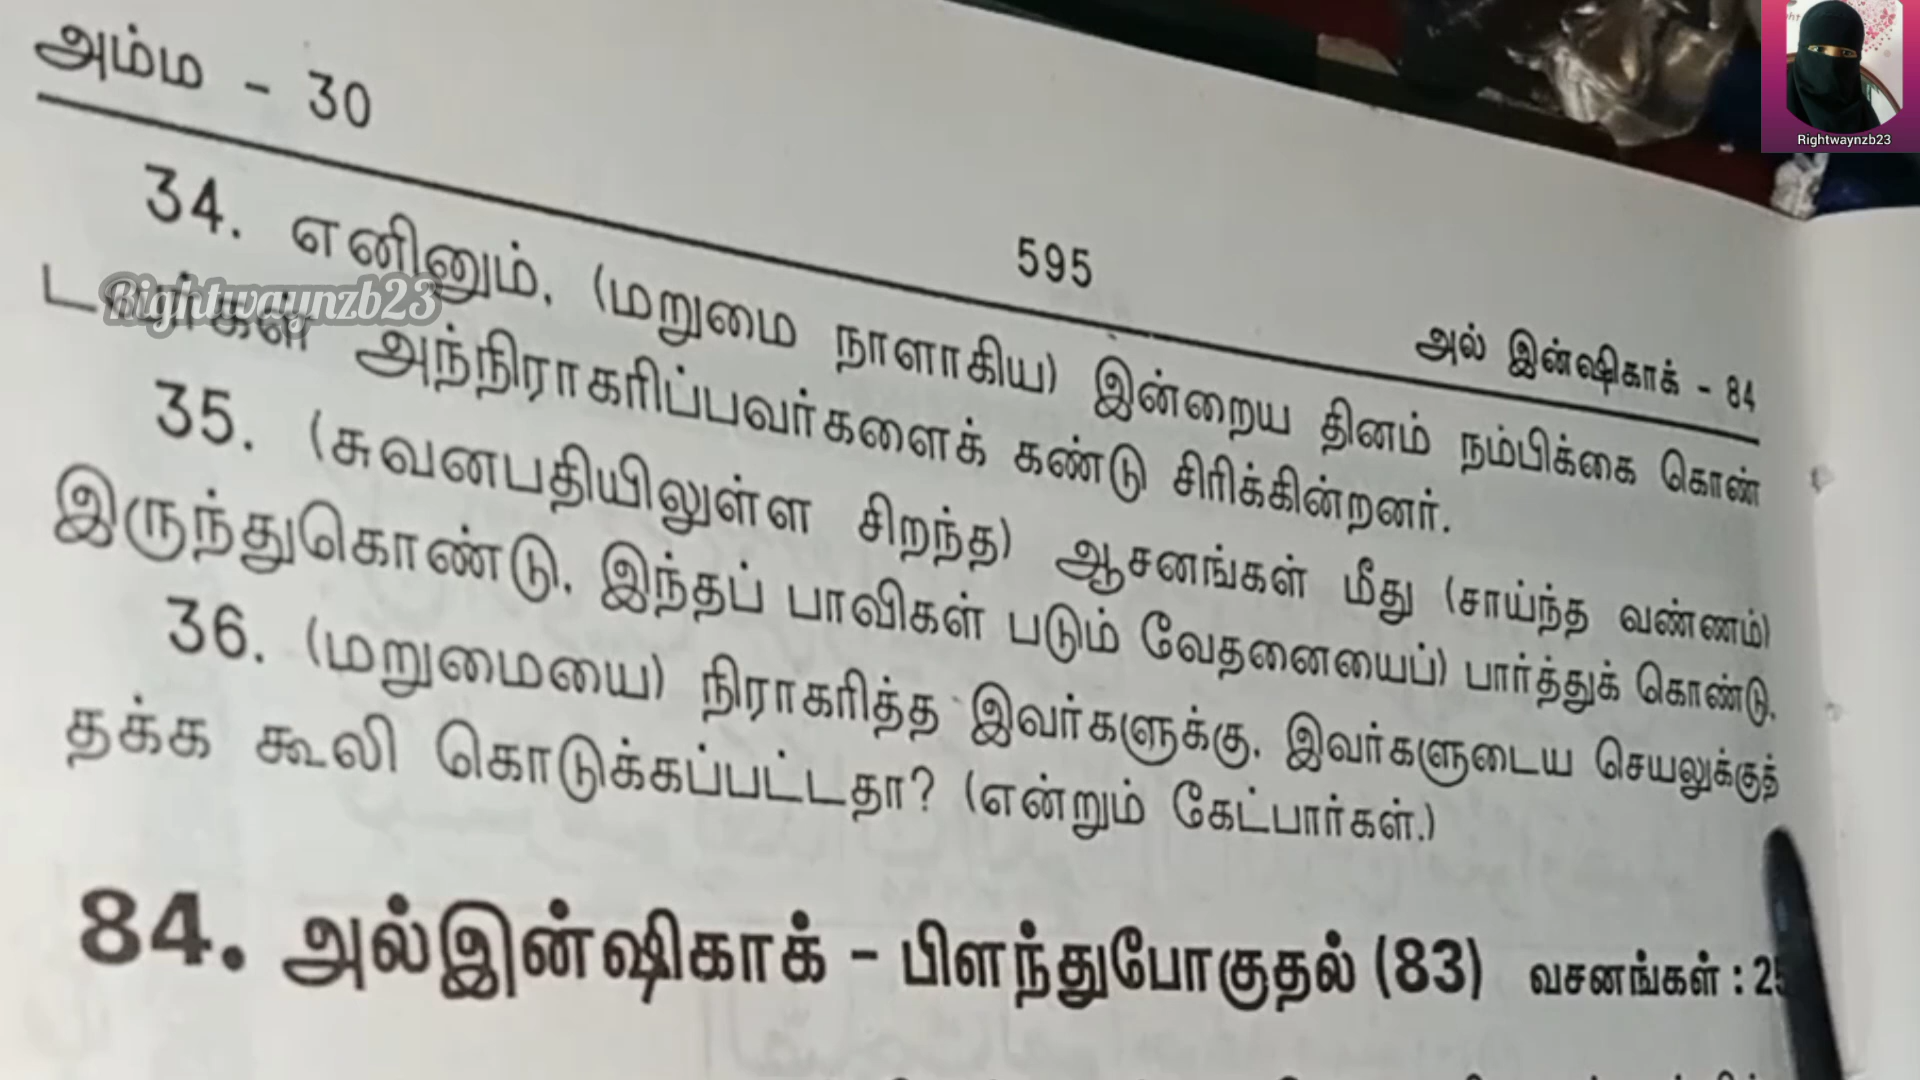 Rightwaynzb23
அம்ம - 30
595
அல் இன்ஷிகாக் - 84
34. எனினும், (மறுமை நாளாகிய) இன்றைய தினம் நம்பிக்கை கொண்
டவர்கள் அந்நிராகரிப்பவர்களைக் கண்டு சிரிக்கின்றனர்.
Rightwaynzb23
35. (சுவனபதியிலுள்ள சிறந்த) ஆசனங்கள் மீது (சாய்ந்த வண்ணம்)
இருந்துகொண்டு, இந்தப் பாவிகள் படும் வேதனையைப்) பார்த்துக் கொண்டு,
36. (மறுமையை) நிராகரித்த இவர்களுக்கு, இவர்களுடைய செயலுக்குத்
தக்க கூலி கொடுக்கப்பட்டதா? (என்றும் கேட்பார்கள்.)
84. அல்இன்ஷிகாக் - பிளந்துபோகுதல் (83) வசனங்கள் : 25